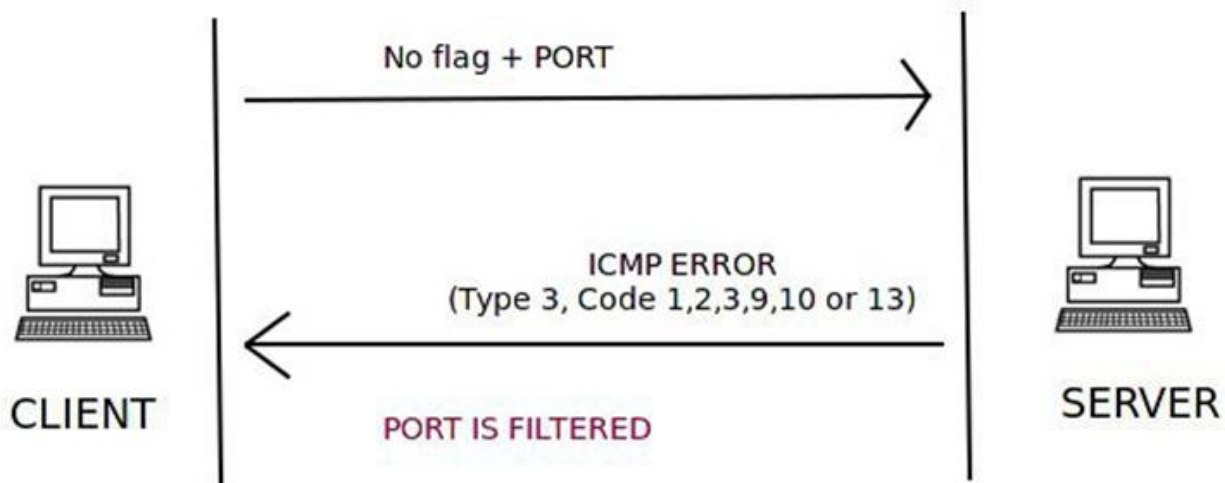 No flag + PORT
ICMP ERROR
(Type 3, Code 1,2,3,9,10 or 13)
CLIENT
SERVER
PORT IS FILTERED